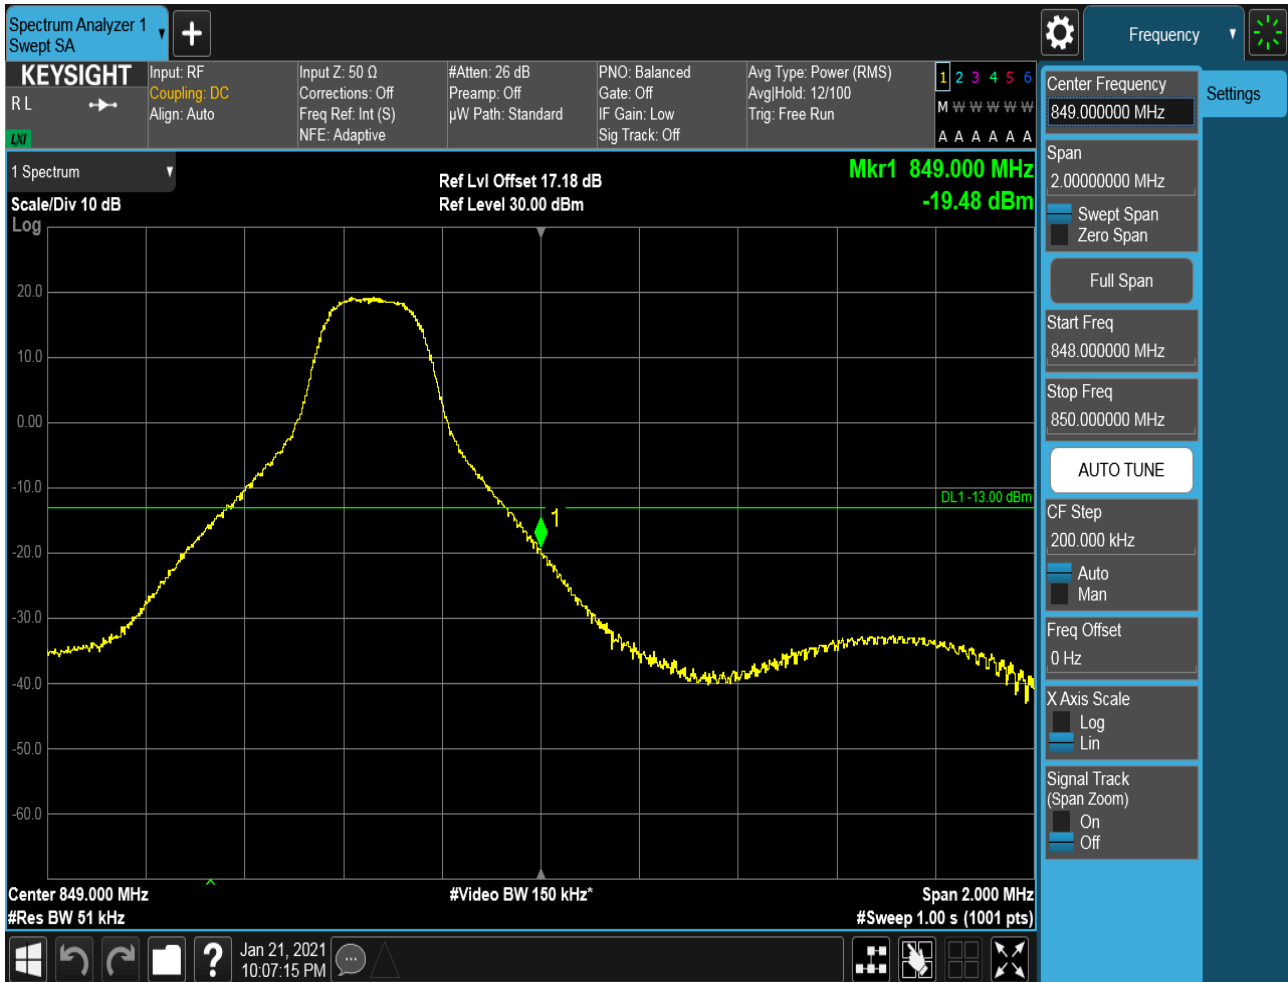 Spectrum Analyzer 1
Swept SA
Frequency
KEYSIGHT
R L
LXI
Input: RF
Coupling: DC
Align: Auto
Input Z: 50 Ω
Corrections: Off
Freq Ref: Int (S)
NFE: Adaptive
#Atten: 26 dB
Preamp: Off
µW Path: Standard
PNO: Balanced
Gate: Off
IF Gain: Low
Sig Track: Off
Avg Type: Power (RMS)
Avg|Hold: 12/100
Trig: Free Run
1 2 3 4 5 6
M W W W W W
A A A A A A
1 Spectrum
Scale/Div 10 dB
Log
Ref Lvl Offset 17.18 dB
Ref Level 30.00 dBm
Mkr1 849.000 MHz
-19.48 dBm
20.0
10.0
0.00
-10.0
-20.0
-30.0
-40.0
-50.0
-60.0
DL1 -13.00 dBm
1
Center 849.000 MHz
#Res BW 51 kHz
#Video BW 150 kHz*
Span 2.000 MHz
#Sweep 1.00 s (1001 pts)
Center Frequency
849.000000 MHz
Settings
Span
2.00000000 MHz
Swept Span
Zero Span
Full Span
Start Freq
848.000000 MHz
Stop Freq
850.000000 MHz
AUTO TUNE
CF Step
200.000 kHz
Auto
Man
Freq Offset
0 Hz
X Axis Scale
Log
Lin
Signal Track
(Span Zoom)
On
Off
?
Jan 21, 2021
10:07:15 PM